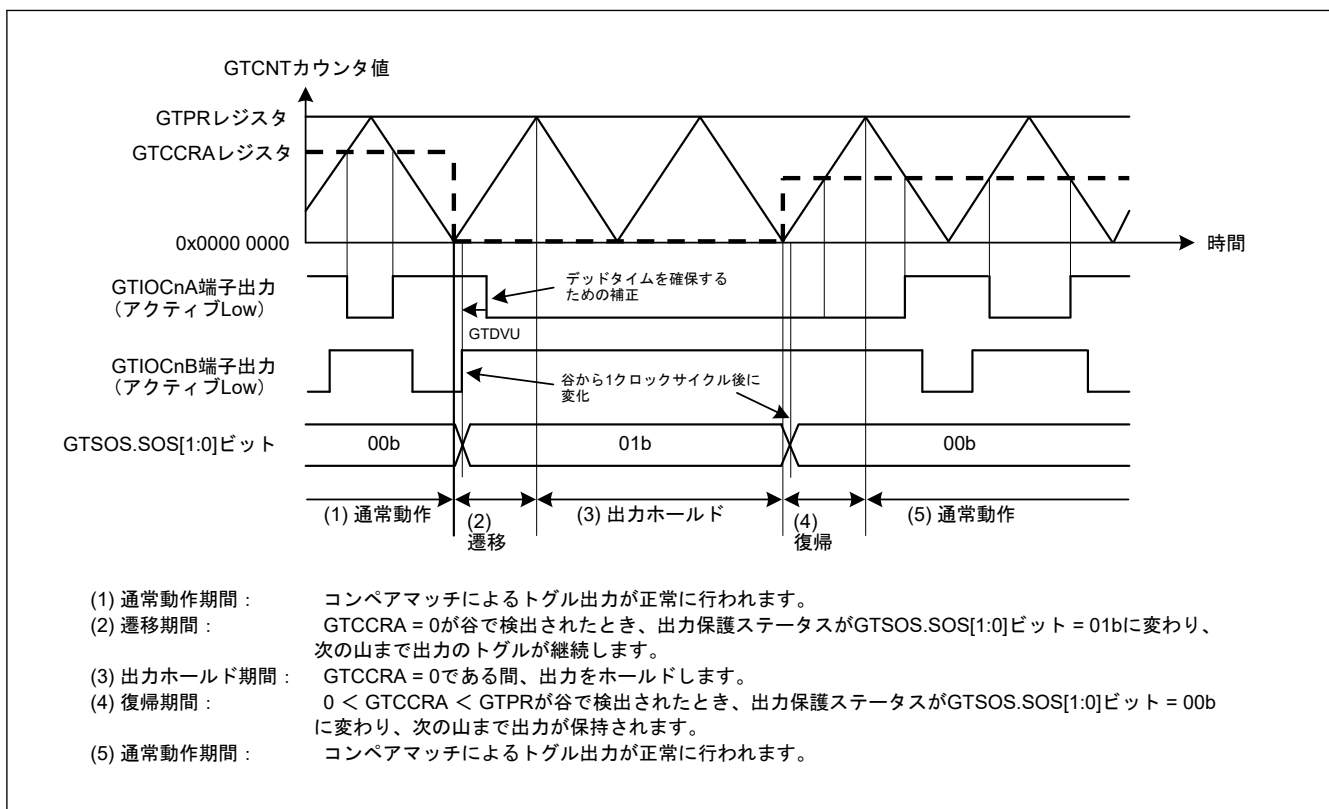 GTCNTカウンタ値
GTPRレジスタ
GTCCRAレジスタ
0x0000 0000
時間
GTIOCnA端子出力
（アクティブLow）
デッドタイムを確保する
ための補正
GTDVU
GTIOCnB端子出力
（アクティブLow）
谷から1クロックサイクル後に
変化
GTSOS.SOS[1:0]ビット
00b
01b
00b
(1) 通常動作
(2)
遷移
(3) 出力ホールド
(4)
復帰
(5) 通常動作
(1) 通常動作期間： コンペアマッチによるトグル出力が正常に行われます。
(2) 遷移期間： GTCCRA = 0が谷で検出されたとき、出力保護ステータスがGTSOS.SOS[1:0]ビット = 01bに変わり、
次の山まで出力のトグルが継続します。
(3) 出力ホールド期間： GTCCRA = 0である間、出力をホールドします。
(4) 復帰期間： 0 ＜ GTCCRA ＜ GTPRが谷で検出されたとき、出力保護ステータスがGTSOS.SOS[1:0]ビット = 00b
に変わり、次の山まで出力が保持されます。
(5) 通常動作期間： コンペアマッチによるトグル出力が正常に行われます。